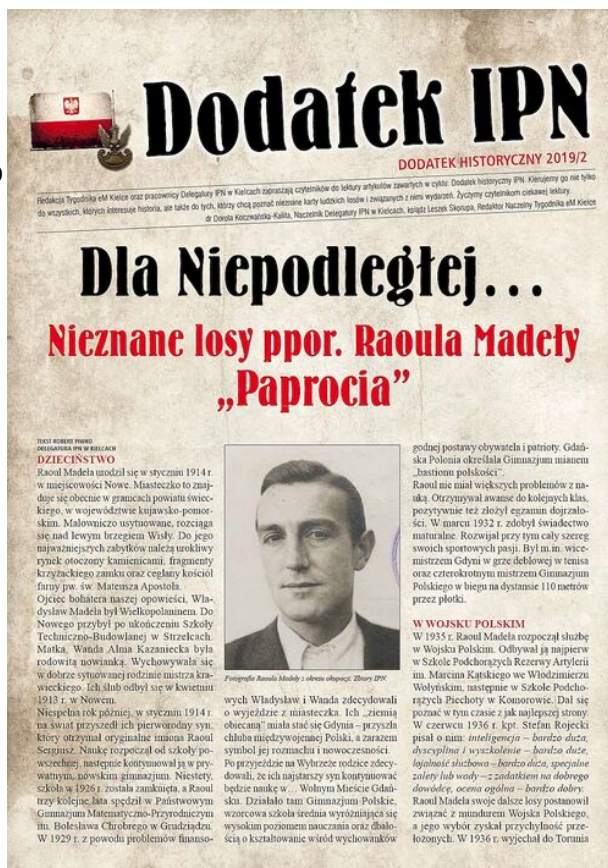 Dodatek IPN
DODATEK HISTORYCZNY 2019/2
Redakcja Tygodnika eM Kielce oraz pracownicy Delegatury IPN w Kielcach zapraszają czytelników do lektury artykułów zawartych w cyklu: Dodatek historyczny IPN. Kierujemy go nie tylko
do wszystkich, których interesuje historia, ale także do tych, którzy chcą poznać nieznane karty ludzkich losów i związanych z nimi wydarzeń. Życzymy czytelnikom ciekawej lektury.
dr Dorota Koczwańska-Kalita, Naczelnik Delegatury IPN w Kielcach, ksiądz Leszek Skorupa, Redaktor Naczelny Tygodnika eM Kielce
Dla Niepodległej...
Nieznane losy ppor. Raoula Madeły
„Paprocia”
TEKST ROBERT PIWKO
DELEGATURA IPN W KIELCACH
DZIECIŃSTWO
Raoul Madeła urodził się w styczniu 1914 r.
w miejscowości Nowe. Miasteczko to znaj-
duje się obecnie w granicach powiatu świec-
kiego, w województwie kujawsko-pomor-
skim. Malowniczo usytuowane, rozciąga
się nad lewym brzegiem Wisły. Do jego
najważniejszych zabytków należą urokliwy
rynek otoczony kamienicami, fragmenty
krzyżackiego zamku oraz ceglany kościół
farny pw. św. Mateusza Apostoła.
Ojciec bohatera naszej opowieści, Wła-
dysław Madeła był Wielkopolaninem. Do
Nowego przybył po ukończeniu Szkoły
Techniczno-Budowlanej w Strzelcach.
Matka, Wanda Alma Kazaniecka była
rodowitą nowianką. Wychowywała się
w dobrze sytuowanej rodzinie mistrza kra-
wieckiego. Ich ślub odbył się w kwietniu
1913 r. w Nowem.
Niespełna rok później, w styczniu 1914 r.
na świat przyszedł ich pierworodny syn,
który otrzymał oryginalne imiona Raoul
Sergiusz. Naukę rozpoczął od szkoły po-
wszechnej, następnie kontynuował ją w pry-
watnym, nowskim gimnazjum. Niestety,
szkoła w 1926 r. została zamknięta, a Raoul
trzy kolejne lata spędził w Państwowym
Gimnazjum Matematyczno-Przyrodniczym
im. Bolesława Chrobrego w Grudziądzu.
W 1929 r. z powodu problemów finanso-
Fotografia Raoula Madeły z okresu okupacji. Zbiory IPN
wych Władysław i Wanda zdecydowali
o wyjeździe z miasteczka. Ich „ziemią
obiecaną” miała stać się Gdynia – przyszła
chluba międzywojennej Polski, a zarazem
symbol jej rozmachu i nowoczesności.
Po przyjeździe na Wybrzeże rodzice zdecy-
dowali, że ich najstarszy syn kontynuować
będzie naukę w… Wolnym Mieście Gdań-
sku. Działało tam Gimnazjum Polskie,
wzorcowa szkoła średnia wyróżniająca się
wysokim poziomem nauczania oraz dbało-
ścią o kształtowanie wśród wychowanków
godnej postawy obywatela i patrioty. Gdań-
ska Polonia określała Gimnazjum mianem
„bastionu polskości”.
Raoul nie miał większych problemów z na-
uką. Otrzymywał awanse do kolejnych klas,
pozytywnie też złożył egzamin dojrzało-
ści. W marcu 1932 r. zdobył świadectwo
maturalne. Rozwijał przy tym cały szereg
swoich sportowych pasji. Był m.in. wice-
mistrzem Gdyni w grze deblowej w tenisa
oraz czterokrotnym mistrzem Gimnazjum
Polskiego w biegu na dystansie 110 metrów
przez płotki.
W WOJSKU POLSKIM
W 1935 r. Raoul Madeła rozpoczął służbę
w Wojsku Polskim. Odbywał ją najpierw
w Szkole Podchorążych Rezerwy Artylerii
im. Marcina Kątskiego we Włodzimierzu
Wołyńskim, następnie w Szkole Podcho-
rążych Piechoty w Komorowie. Dał się
poznać w tym czasie z jak najlepszej strony.
W czerwcu 1936 r. kpt. Stefan Rojecki
pisał o nim: inteligencja – bardzo duża,
dyscyplina i wyszkolenie – bardzo duże,
lojalność służbowa – bardzo duża, specjalne
zalety lub wady – z zadatkiem na dobrego
dowódcę, ocena ogólna – bardzo dobry.
Raoul Madeła swoje dalsze losy postanowił
związać z mundurem Wojska Polskiego,
a jego wybór zyskał przychylność prze-
łożonych. W 1936 r. wyjechał do Torunia